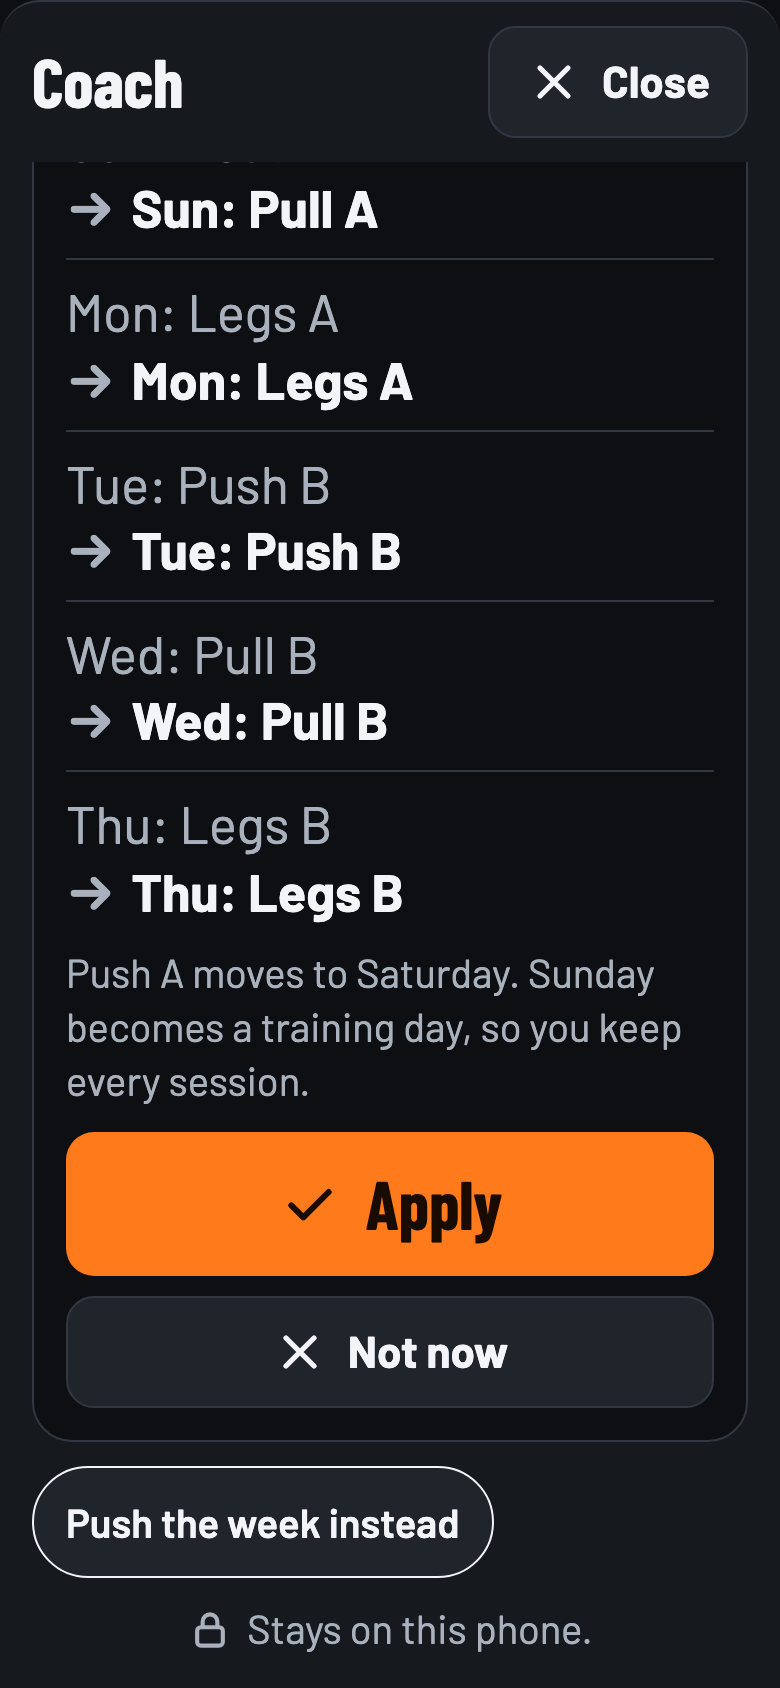 Coach
Close
→ Sun: Pull A
Mon: Legs A
→ Mon: Legs A
Tue: Push B
→ Tue: Push B
Wed: Pull B
→ Wed: Pull B
Thu: Legs B
→ Thu: Legs B
Push A moves to Saturday. Sunday
becomes a training day, so you keep
every session.
Apply
Not now
Push the week instead
Stays on this phone.